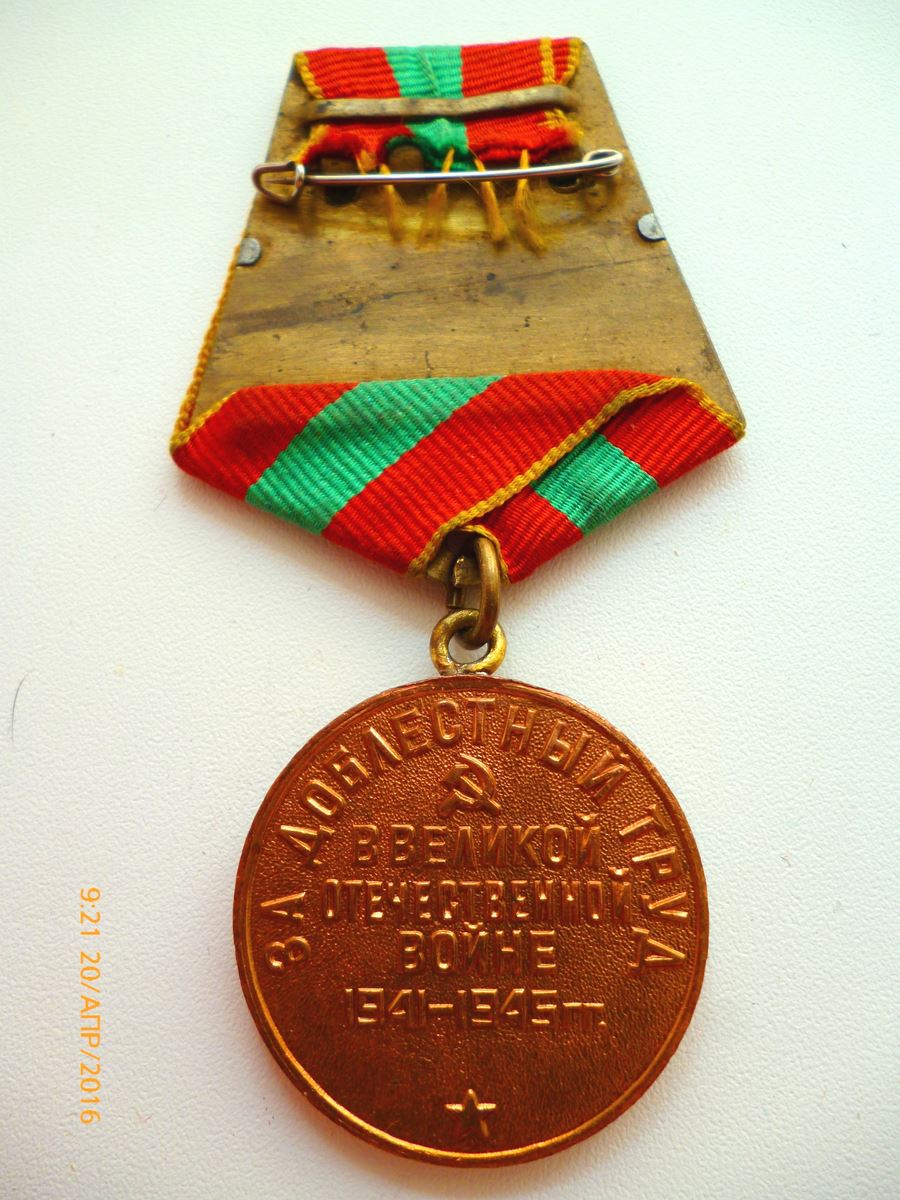 ЗА ДОБЛЕСТНЫЙ ТРУД
В ВЕЛИКОЙ
ОТЕЧЕСТВЕННОЙ
ВОЙНЕ
1941-1945 гг.
9:21 20/АПР/2016